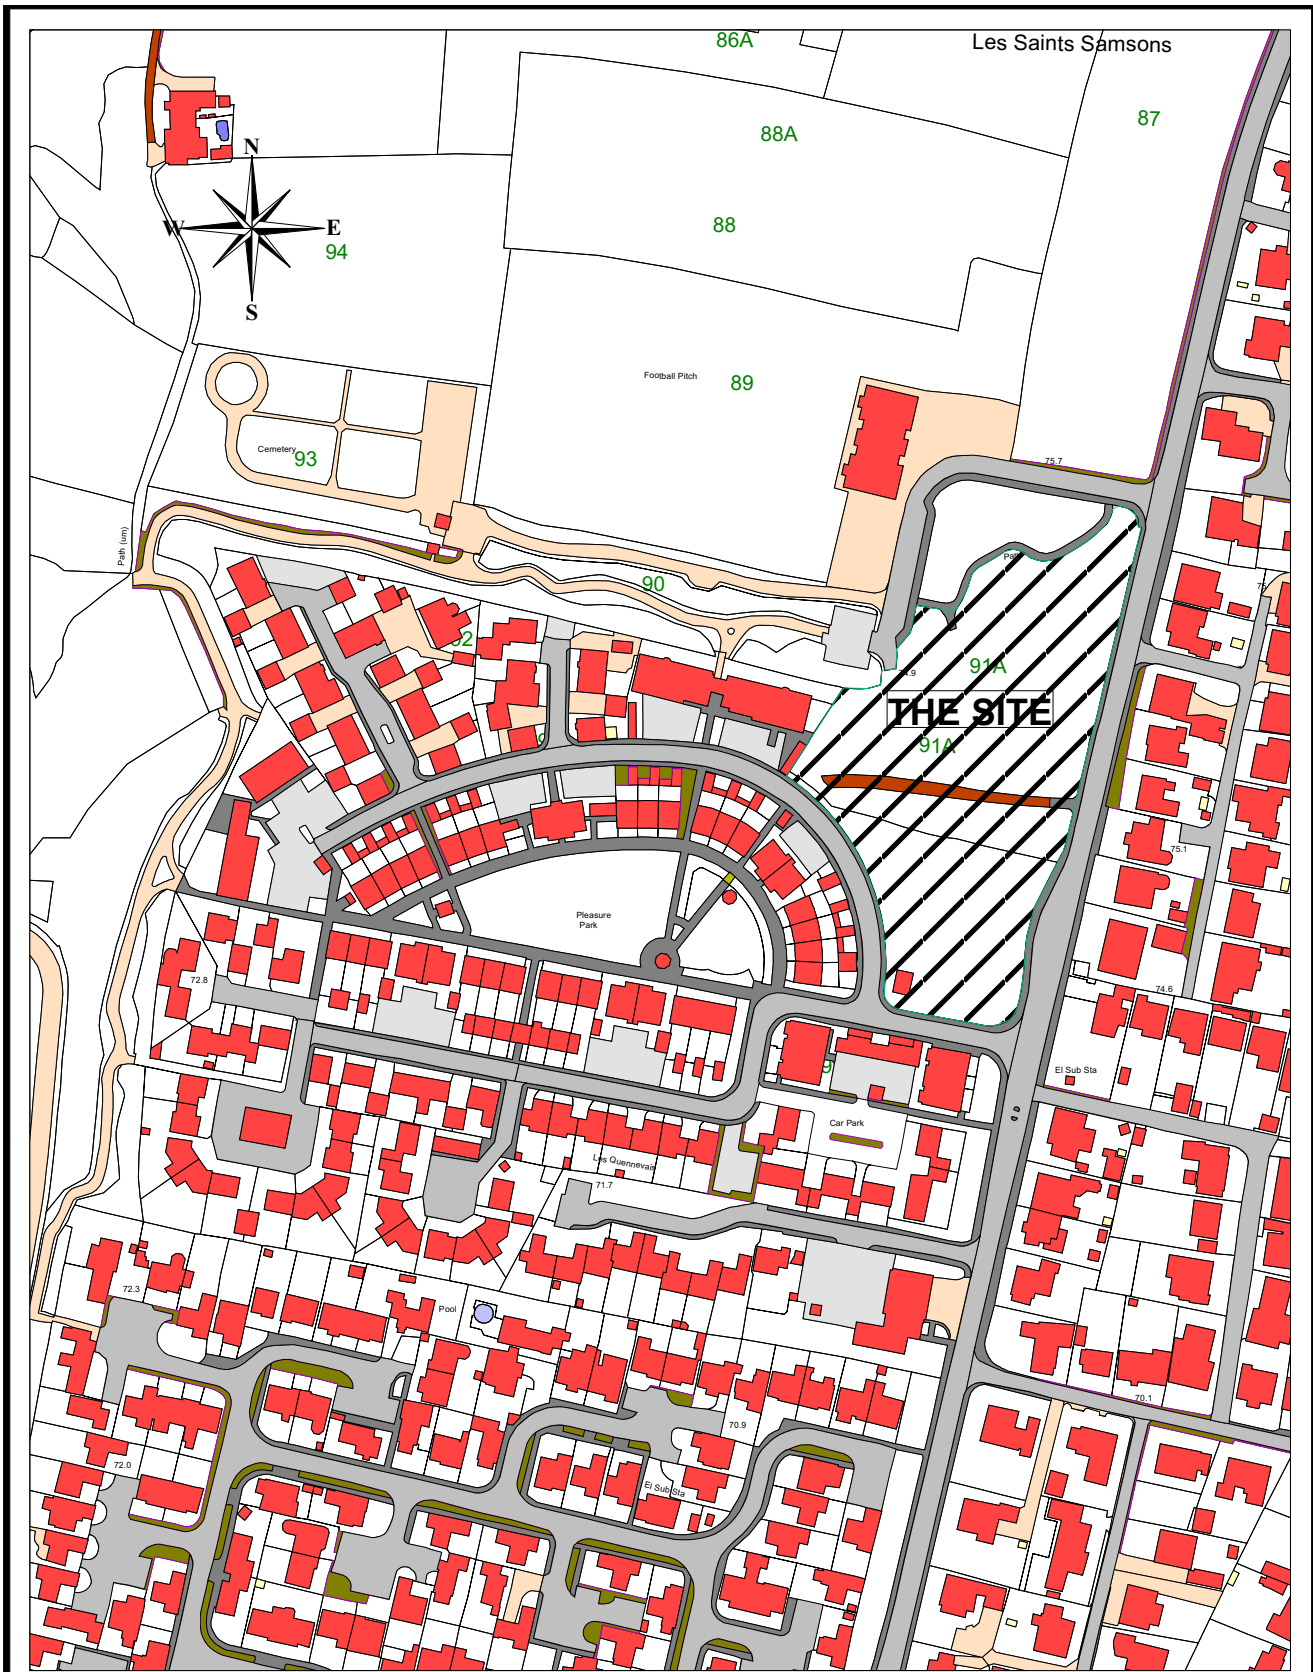 86A
Les Saints Samsons
87
88A
N
88
W
E
94
S
Football Pitch
89
Cemetery
93
75.7
Path (um)
90
91A
THE SITE
91A
75.1
Pleasure
Park
72.8
74.6
El Sub Sta
Car Park
Les Quennevais
71.7
72.3
Pool
70.1
70.9
72.0
El Sub Sta